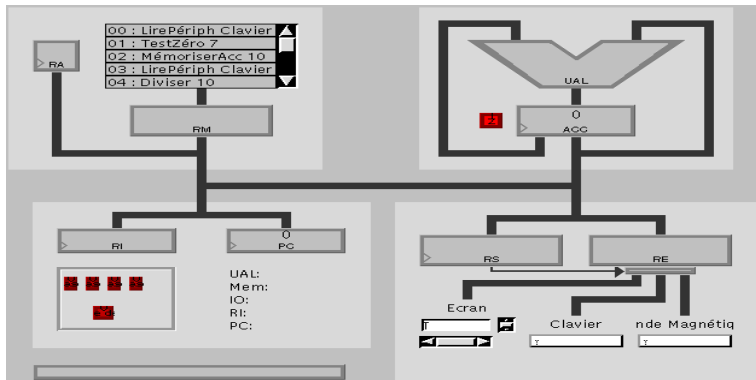 00 : LirePériph Clavier
01 : TestZéro 7
02 : MémoriserAcc 10
03 : LirePériph Clavier
04 : Diviser 10
RA
RM
UAL
0
ACC
RI
0
PC
UAL:
Mem:
IO:
RI:
PC:
RS
RE
Ecran
Clavier
nde Magnétiq